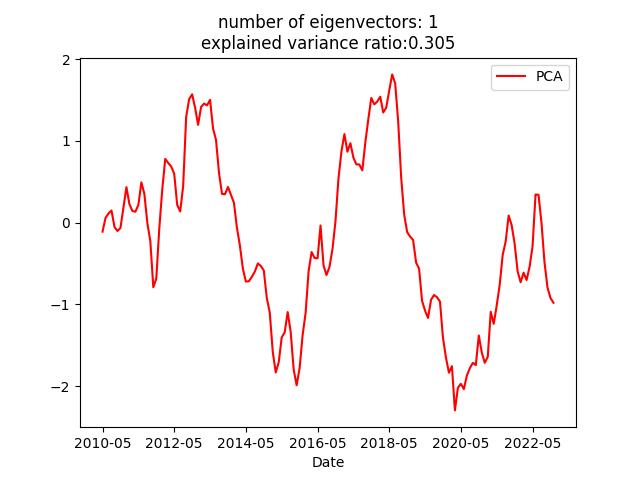 number of eigenvectors: 1
explained variance ratio:0.305
PCA
2
1
0
−1
−2
2010-05 2012-05 2014-05 2016-05 2018-05 2020-05 2022-05
Date